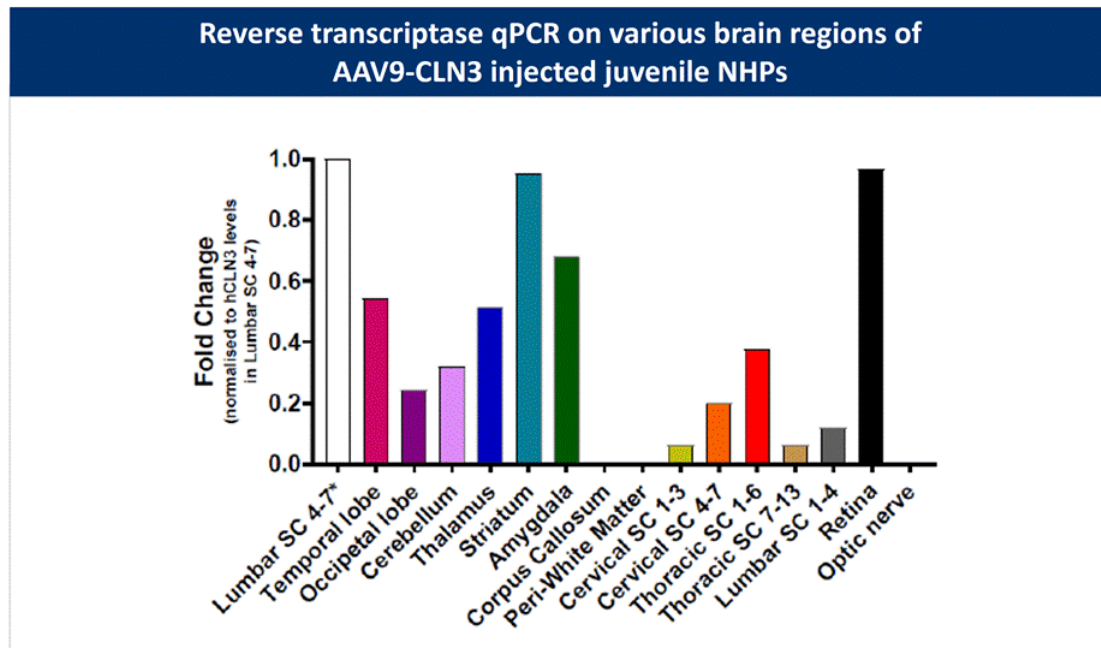 Reverse transcriptase qPCR on various brain regions of
AAV9-CLN3 injected juvenile NHPs
Fold Change
(normalised to hCLN3 levels
in Lumbar SC 4-7)
1.0
0.8
0.6
0.4
0.2
0.0
Lumbar SC 4-7*
Temporal lobe
Occipetal lobe
Cerebellum
Thalamus
Striatum
Amygdala
Corpus Callosum
Peri-White Matter
Cervical SC 1-3
Cervical SC 4-7
Thoracic SC 1-6
Thoracic SC 7-13
Lumbar SC 1-4
Retina
Optic nerve